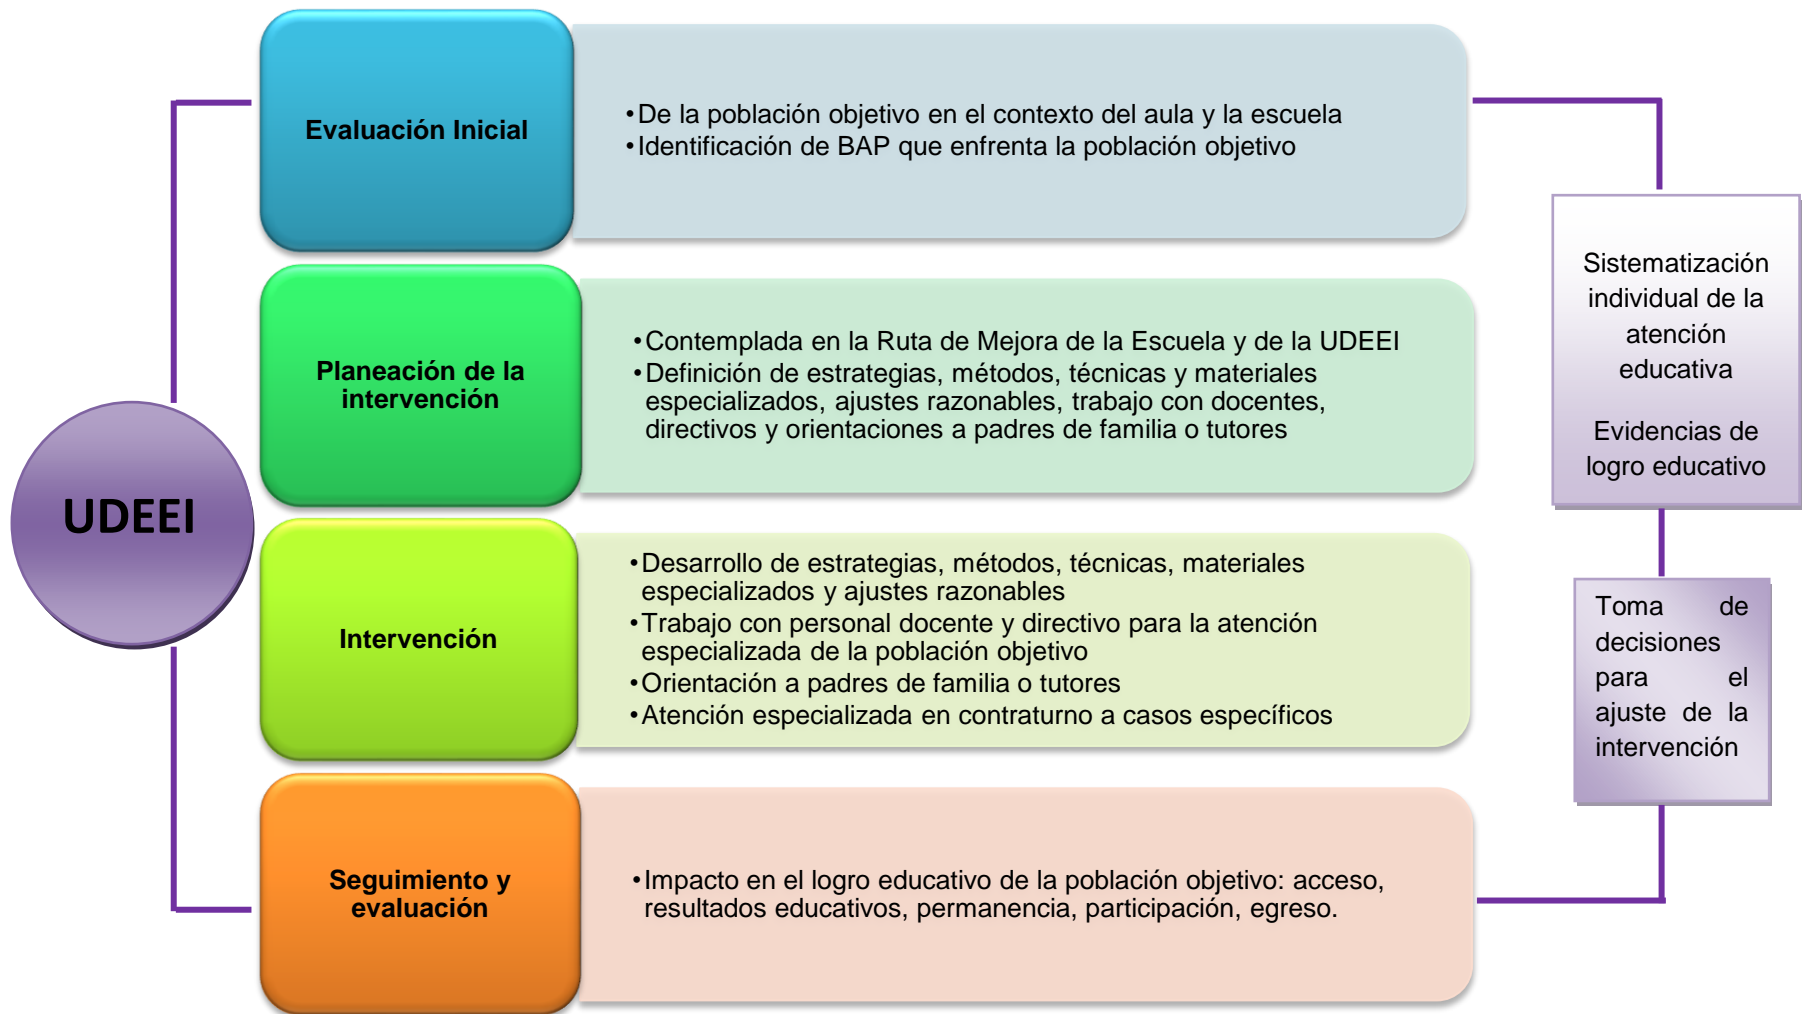 UDEEI
Evaluación Inicial
•De la población objetivo en el contexto del aula y la escuela
•Identificación de BAP que enfrenta la población objetivo
Planeación de la
intervención
•Contemplada en la Ruta de Mejora de la Escuela y de la UDEEI
•Definición de estrategias, métodos, técnicas y materiales
especializados, ajustes razonables, trabajo con docentes,
directivos y orientaciones a padres de familia o tutores
Intervención
•Desarrollo de estrategias, métodos, técnicas, materiales
especializados y ajustes razonables
•Trabajo con personal docente y directivo para la atención
especializada de la población objetivo
•Orientación a padres de familia o tutores
•Atención especializada en contraturno a casos específicos
Seguimiento y
evaluación
•Impacto en el logro educativo de la población objetivo: acceso,
resultados educativos, permanencia, participación, egreso.
Sistematización
individual de la
atención
educativa
Evidencias de
logro educativo
Toma de
decisiones
para el
ajuste de la
intervención